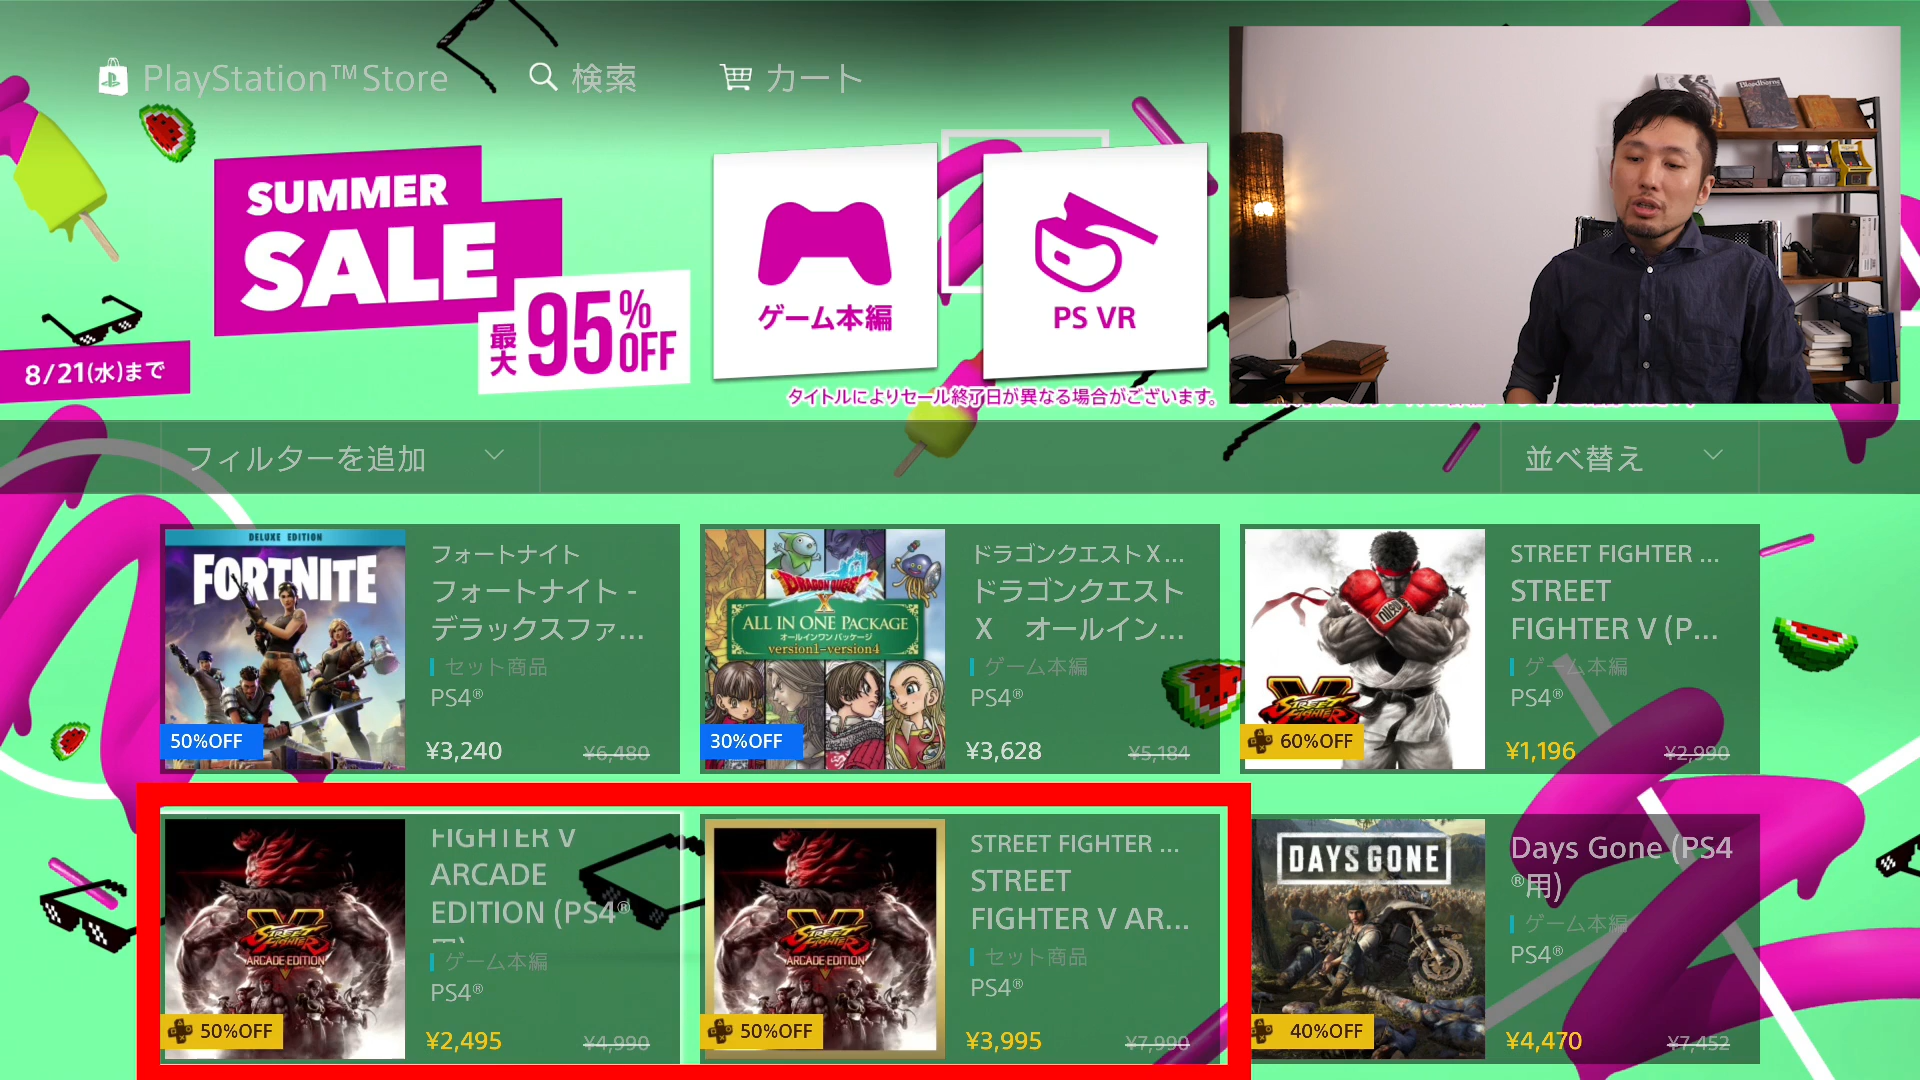 PlayStation™Store
検索
カート
SUMMER
SALE
最大
95%
OFF
8/21(水)まで
ゲーム本編
PS VR
タイトルによりセール終了日が異なる場合がございます。
Bloodborne
フィルターを追加
並べ替え
DELUXE EDITION
FORTNITE
50%OFF
フォートナイト
フォートナイト -
デラックスファ...
セット商品
PS4®
¥3,240
¥6,480
DRAGON QUEST
X
ALL IN ONE PACKAGE
オールインワン パッケージ
version1-version4
30%OFF
ドラゴンクエストX...
ドラゴンクエスト
X オールイン...
ゲーム本編
PS4®
¥3,628
¥5,184
V
STREET FIGHTER
60%OFF
STREET FIGHTER ...
STREET
FIGHTER V (P...
ゲーム本編
PS4®
¥1,196
¥2,990
V
STREET FIGHTER
ARCADE EDITION
50%OFF
FIGHTER V
ARCADE
EDITION (PS4®
ゲーム本編
PS4®
¥2,495
¥4,990
V
STREET FIGHTER
ARCADE EDITION
50%OFF
STREET FIGHTER ...
STREET
FIGHTER V AR...
セット商品
PS4®
¥3,995
¥7,990
DAYS GONE
40%OFF
Days Gone (PS4
®用)
ゲーム本編
PS4®
¥4,470
¥7,452